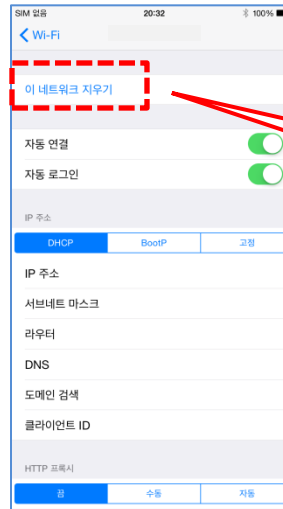 SIM 없음 20:32 100%
Wi-Fi
이 네트워크 지우기
자동 연결
자동 로그인
IP 주소
DHCP BootP 고정
IP 주소
서브네트 마스크
라우터
DNS
도메인 검색
클라이언트 ID
HTTP 프록시
끔 수동 자동